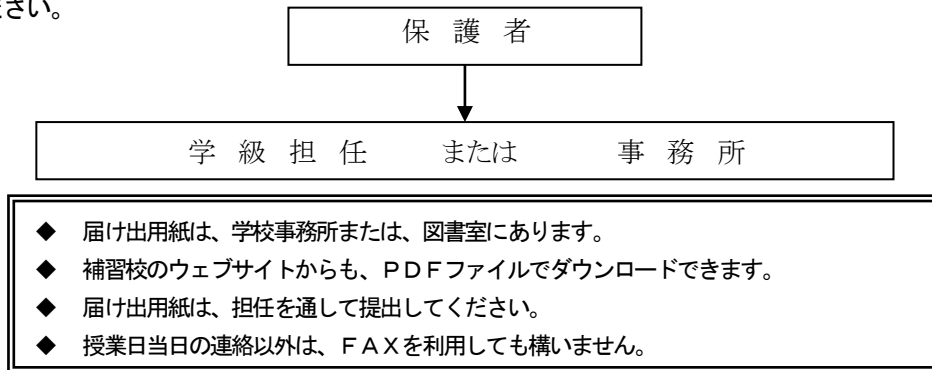 ださい。
保 護 者
学 級 担 任　または　事 務 所
◆ 届け出用紙は、学校事務所または、図書室にあります。
◆ 補習校のウェブサイトからも、ＰＤＦファイルでダウンロードできます。
◆ 届け出用紙は、担任を通して提出してください。
◆ 授業日当日の連絡以外は、ＦＡＸを利用しても構いません。